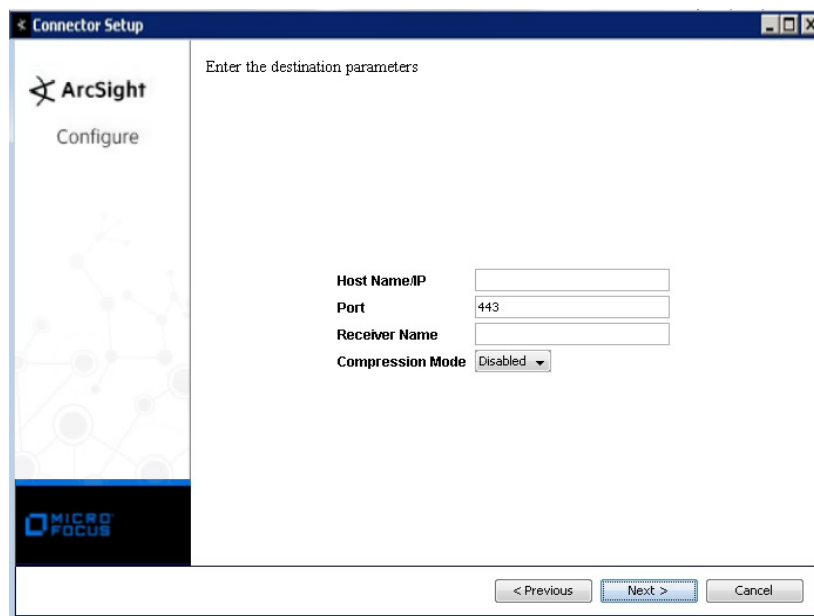 Connector Setup
ArcSight
Configure
Enter the destination parameters
Host Name/IP
Port 443
Receiver Name
Compression Mode Disabled
MICRO
FOCUS
< Previous Next > Cancel